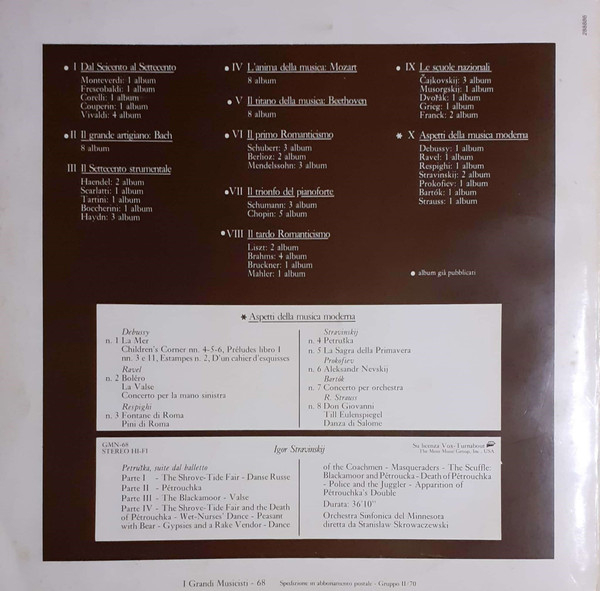 288880
• I Dal Seicento al Settecento
Monteverdi: 1 album
Frescobaldi: 1 album
Corelli: 1 album
Couperin: 1 album
Vivaldi: 4 album
• II Il grande artigiano: Bach
8 album
III Il Settecento strumentale
Haendel: 2 album
Scarlatti: 1 album
Tartini: 1 album
Boccherini: 1 album
Haydn: 3 album
• IV L'anima della musica: Mozart
8 album
• V Il titano della musica: Beethoven
8 album
• VI Il primo Romanticismo
Schubert: 3 album
Berlioz: 2 album
Mendelssohn: 3 album
• VII Il trionfo del pianoforte
Schumann: 3 album
Chopin: 5 album
• VIII Il tardo Romanticismo
Liszt: 2 album
Brahms: 4 album
Bruckner: 1 album
Mahler: 1 album
• IX Le scuole nazionali
Čajkovskij: 3 album
Musorgskij: 1 album
Dvořák: 1 album
Grieg: 1 album
Franck: 2 album
* X Aspetti della musica moderna
Debussy: 1 album
Ravel: 1 album
Respighi: 1 album
Stravinskij: 2 album
Prokofiev: 1 album
Bartók: 1 album
Strauss: 1 album
• album già pubblicati
* Aspetti della musica moderna
Debussy
n. 1 La Mer
Children's Corner nn. 4-5-6, Préludes libro I
nn. 3 e 11, Estampes n. 2, D'un cahier d'esquisses
Ravel
n. 2 Boléro
La Valse
Concerto per la mano sinistra
Respighi
n. 3 Fontane di Roma
Pini di Roma
Stravinskij
n. 4 Petruška
n. 5 La Sagra della Primavera
Prokofiev
n. 6 Aleksandr Nevskij
Bartók
n. 7 Concerto per orchestra
R. Strauss
n. 8 Don Giovanni
Till Eulenspiegel
Danza di Salome
GMN-68
STEREO HI-FI
Igor Stravinskij
Su licenza Vox-Turnabout
The Moss Music Group, Inc., USA
Petruška, suite dal balletto
Parte I - The Shrove-Tide Fair - Danse Russe
Parte II - Pétrouchka
Parte III - The Blackamoor - Valse
Parte IV - The Shrove-Tide Fair and the Death
of Pétrouchka - Wet-Nurses' Dance - Peasant
with Bear - Gypsies and a Rake Vendor - Dance
of the Coachmen - Masqueraders - The Scuffle:
Blackamoor and Pétroucka - Death of Pétrouchka
- Police and the Juggler - Apparition of
Pétrouchka's Double
Durata: 36'10"
Orchestra Sinfonica del Minnesota
diretta da Stanislaw Skrowaczewski
I Grandi Musicisti - 68 Spedizione in abbonamento postale - Gruppo II/70